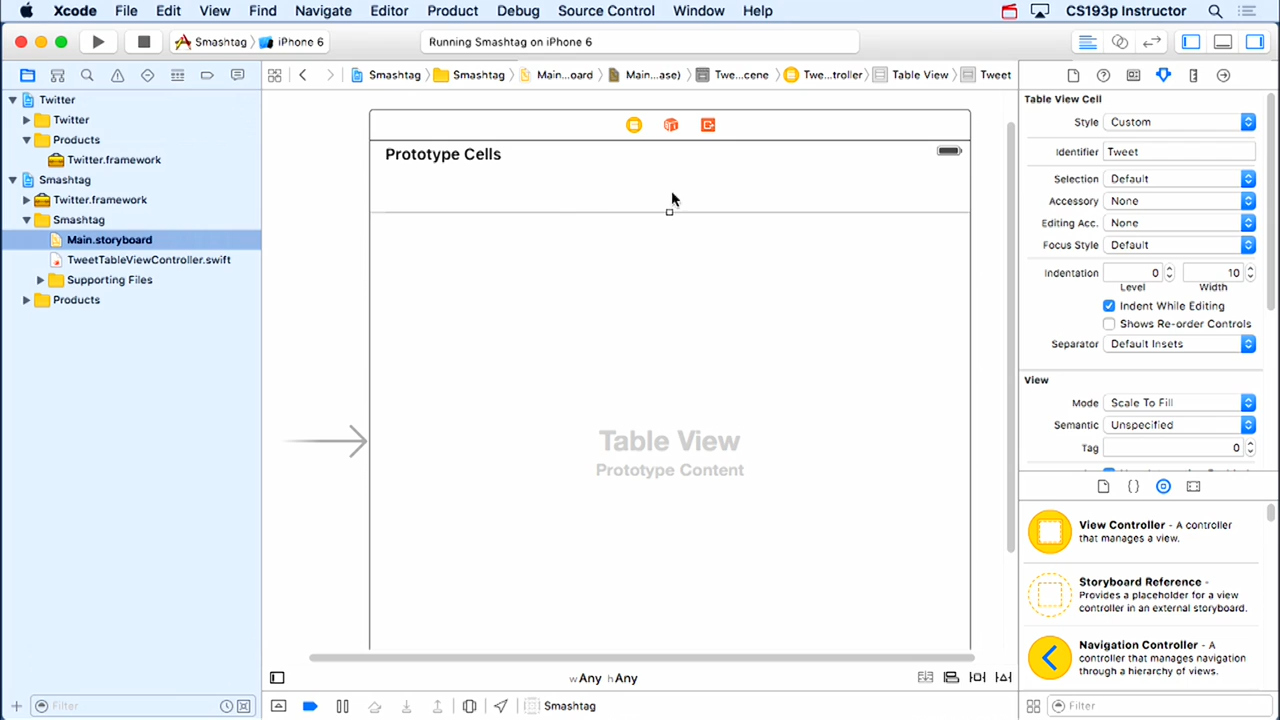 Xcode File Edit View Find Navigate Editor Product Debug Source Control Window Help CS193p Instructor
Smashtag iPhone 6 Running Smashtag on iPhone 6
Smashtag Smashtag Main...oard Main...ase) Twe...cene Twe...troller Table View Tweet
Twitter
Twitter
Products
Twitter.framework
Smashtag
Twitter.framework
Smashtag
Main.storyboard
TweetTableViewController.swift
Supporting Files
Products
Filter
Prototype Cells
Table View
Prototype Content
wAny hAny
Smashtag
Table View Cell
Style Custom
Identifier Tweet
Selection Default
Accessory None
Editing Acc. None
Focus Style Default
Indentation 0 10
Level Width
Indent While Editing
Shows Re-order Controls
Separator Default Insets
View
Mode Scale To Fill
Semantic Unspecified
Tag 0
{ }
View Controller - A controller
that manages a view.
Storyboard Reference -
Provides a placeholder for a view
controller in an external storyboard.
Navigation Controller - A
controller that manages navigation
through a hierarchy of views.
Filter